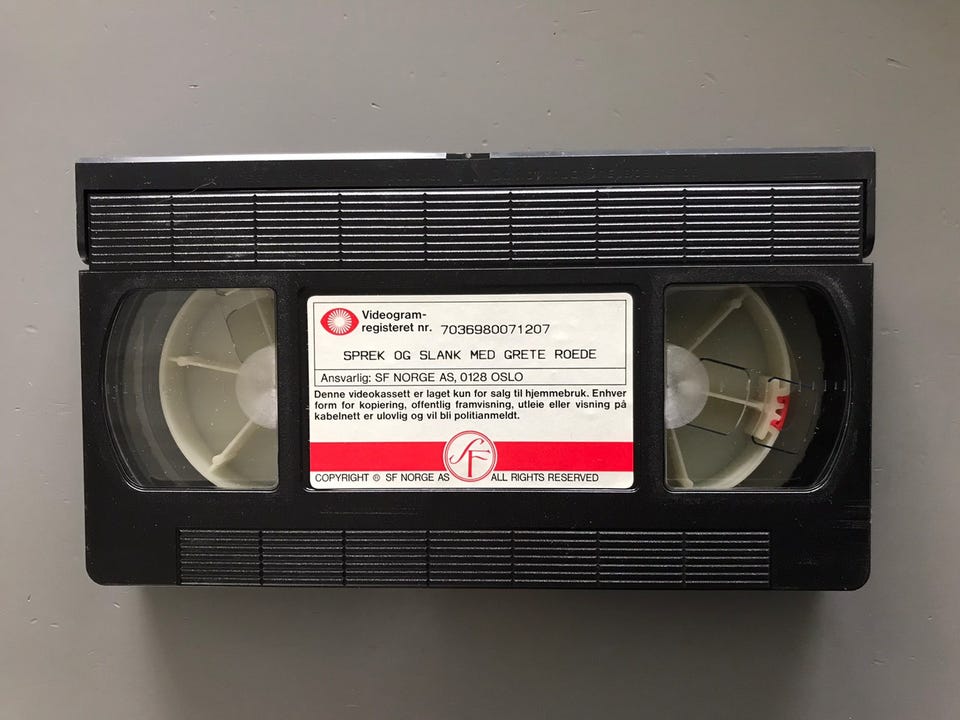 Videogram-
registeret nr. 7036980071207
SPREK OG SLANK MED GRETE ROEDE
Ansvarlig: SF NORGE AS, 0128 OSLO
Denne videokassett er laget kun for salg til hjemmebruk. Enhver
form for kopiering, offentlig framvisning, utleie eller visning på
kabelnett er ulovlig og vil bli politianmeldt.
SF
COPYRIGHT © SF NORGE AS ALL RIGHTS RESERVED